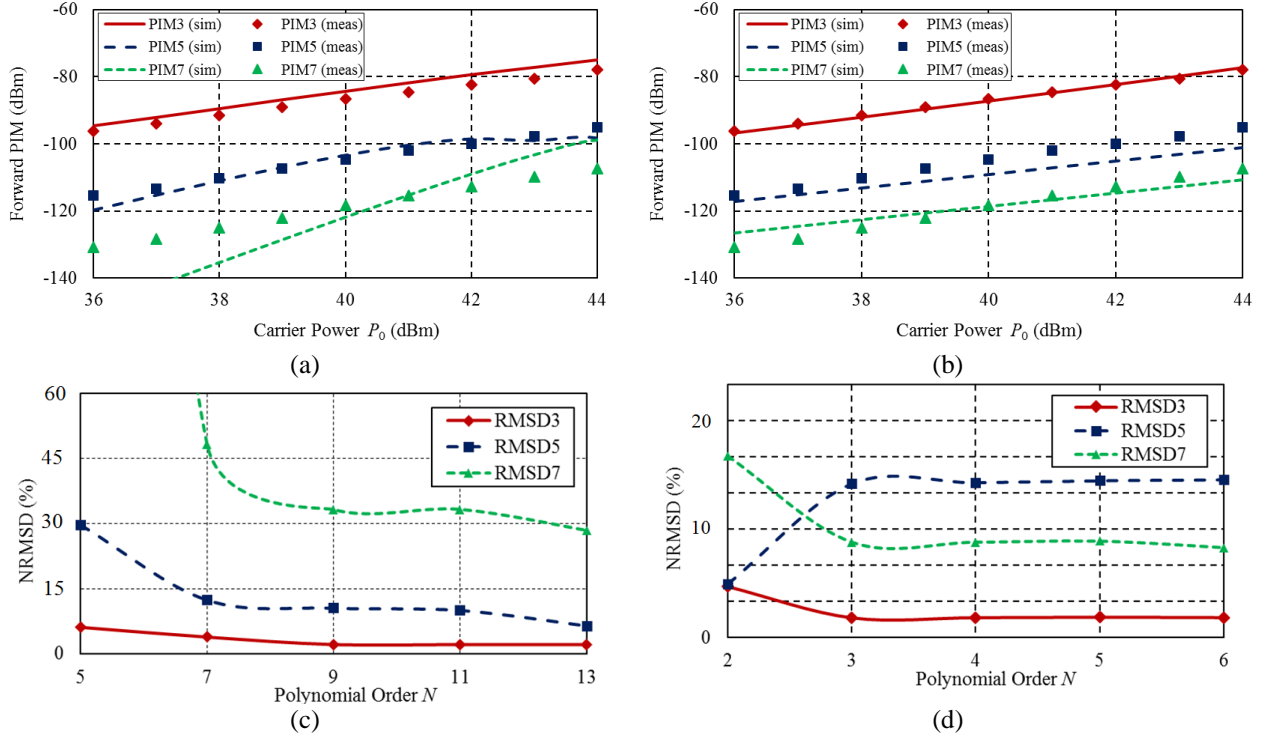 -60
-80
-100
-120
-140
Forward PIM (dBm)
PIM3 (sim)
PIM3 (meas)
PIM5 (sim)
PIM5 (meas)
PIM7 (sim)
PIM7 (meas)
36
38
40
42
44
Carrier Power P0 (dBm)
(a)
-60
-80
-100
-120
-140
Forward PIM (dBm)
PIM3 (sim)
PIM3 (meas)
PIM5 (sim)
PIM5 (meas)
PIM7 (sim)
PIM7 (meas)
36
38
40
42
44
Carrier Power P0 (dBm)
(b)
60
45
30
15
0
NRMSD (%)
RMSD3
RMSD5
RMSD7
5
7
9
11
13
Polynomial Order N
(c)
20
10
0
NRMSD (%)
RMSD3
RMSD5
RMSD7
2
3
4
5
6
Polynomial Order N
(d)